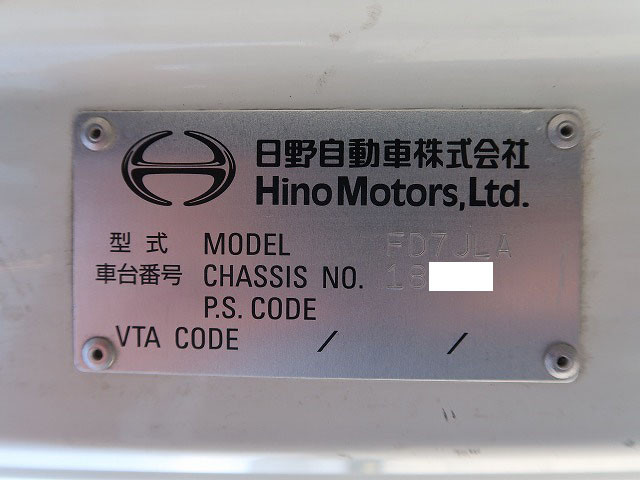 日野自動車株式会社
Hino Motors, Ltd.
型式 MODEL FD7JLA
車台番号 CHASSIS NO. 18
P.S. CODE
VTA CODE / /